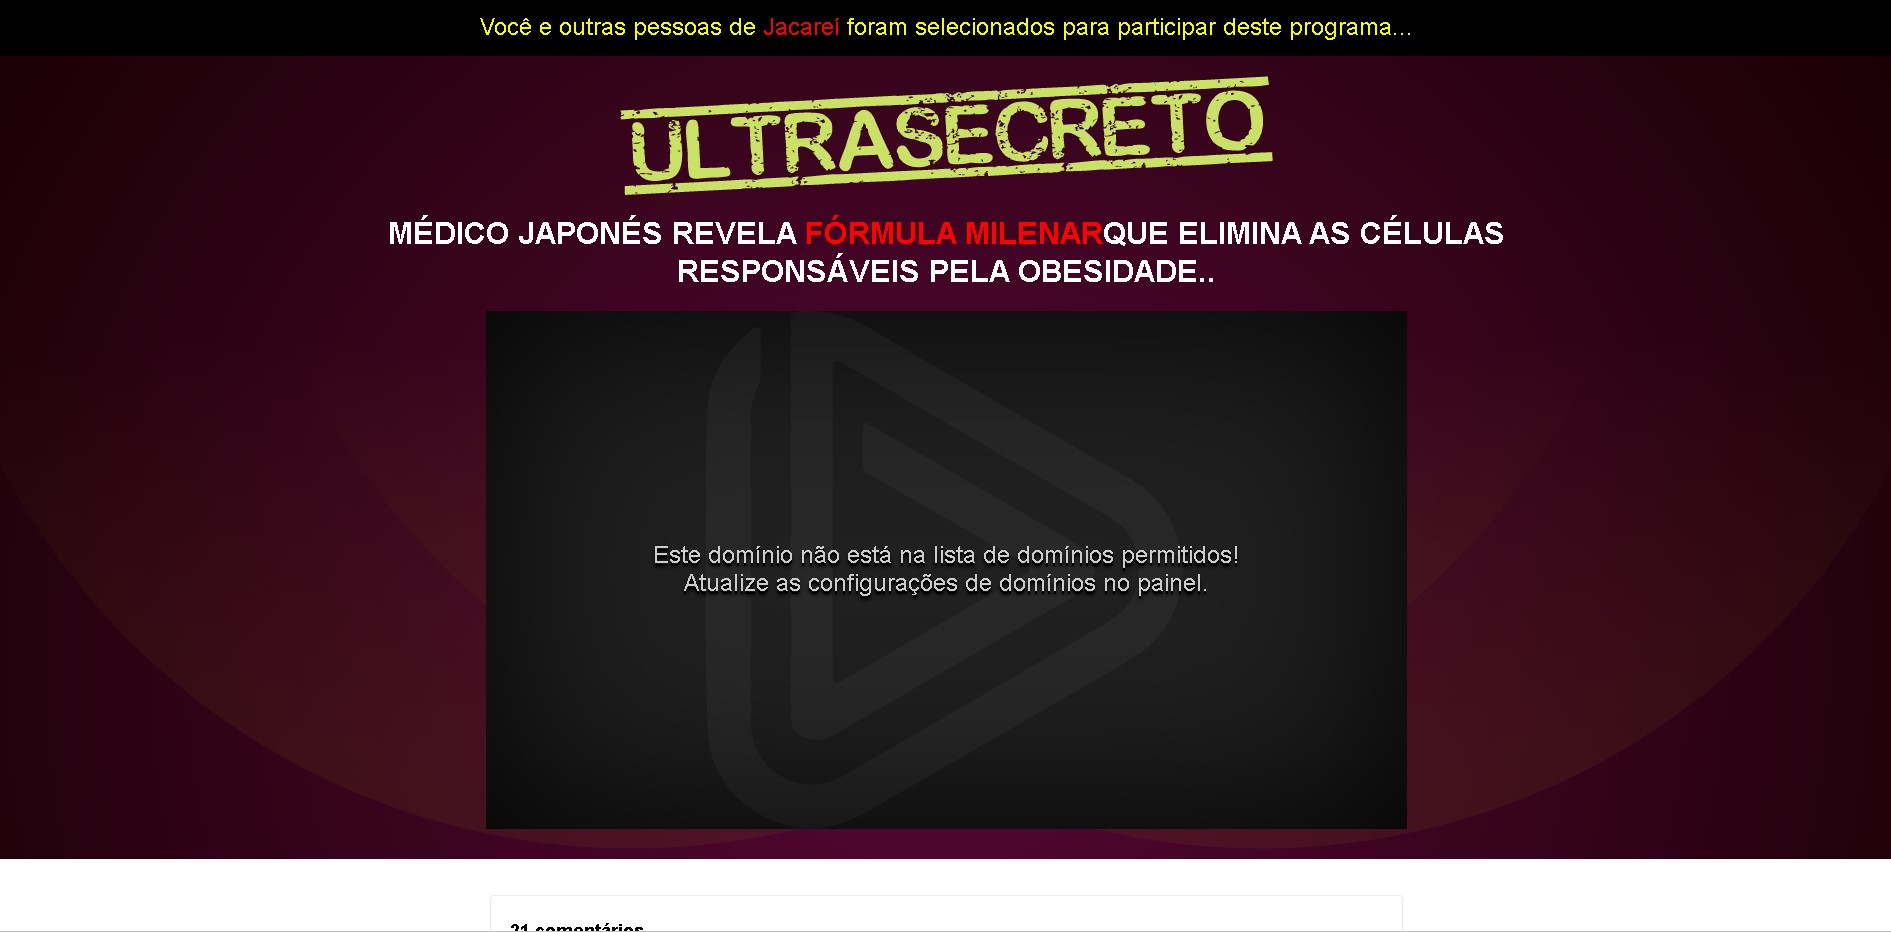 Você e outras pessoas de Jacareí foram selecionados para participar deste programa...
ULTRASECRETO
MÉDICO JAPONÉS REVELA FÓRMULA MILENARQUE ELIMINA AS CÉLULAS
RESPONSÁVEIS PELA OBESIDADE..
Este domínio não está na lista de domínios permitidos!
Atualize as configurações de domínios no painel.
21 comentários